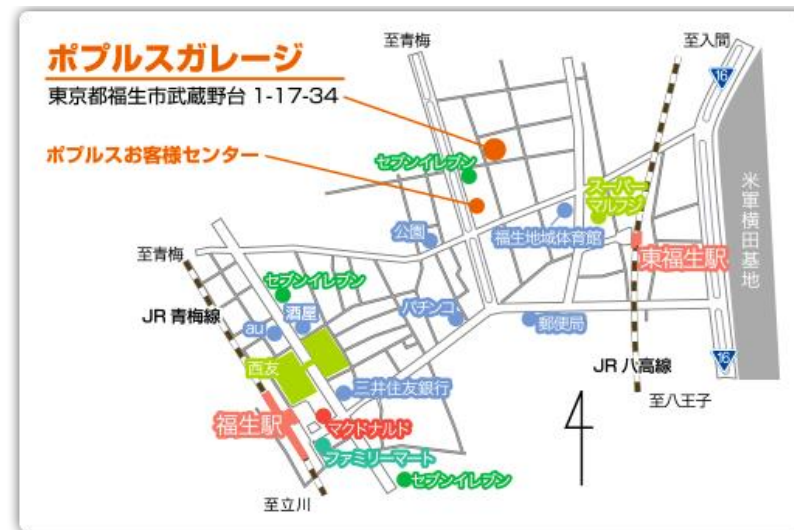 至青梅
至入間
ポプルスガレージ
16
東京都福生市武蔵野台 1-17-34
ポプルスお客様センター
セブンイレブン
スーパー
マルフジ
米軍横田基地
公園
福生地域体育館
至青梅
東福生駅
セブンイレブン
JR 青梅線
酒屋
パチンコ
au
郵便局
西友
JR 八高線
16
三井住友銀行
至八王子
福生駅
マクドナルド
ファミリーマート
セブンイレブン
至立川